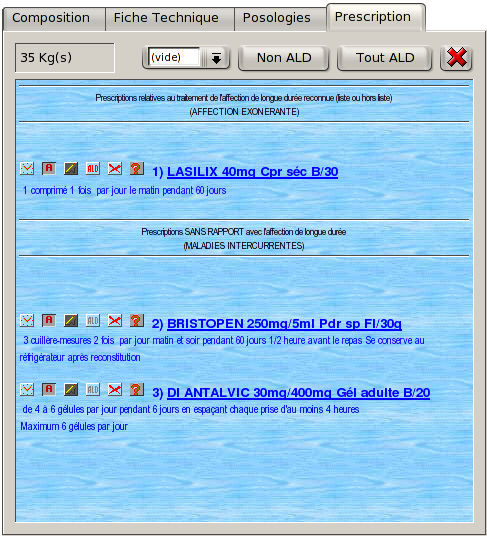 Composition Fiche Technique Posologies Prescription
35 Kg(s) (vide) Non ALD Tout ALD
Prescriptions relatives au traitement de l'affection de longue durée reconnue (liste ou hors liste)
(AFFECTION EXONERANTE)
A ALD ? 1) LASILIX 40mg Cpr séc B/30
1 comprimé 1 fois par jour le matin pendant 60 jours
Prescriptions SANS RAPPORT avec l'affection de longue durée
(MALADIES INTERCURRENTES)
A ALD ? 2) BRISTOPEN 250mg/5ml Pdr sp Fl/30g
3 cuillère-mesures 2 fois par jour matin et soir pendant 60 jours 1/2 heure avant le repas Se conserve au
réfrigérateur après reconstitution
A ALD ? 3) DI ANTALVIC 30mg/400mg Gél adulte B/20
de 4 à 6 gélules par jour pendant 6 jours en espaçant chaque prise d'au moins 4 heures
Maximum 6 gélules par jour